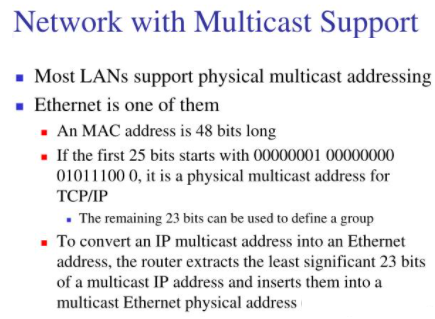 Network with Multicast Support
Most LANs support physical multicast addressing
Ethernet is one of them
An MAC address is 48 bits long
If the first 25 bits starts with 00000001 00000000
01011100 0, it is a physical multicast address for
TCP/IP
The remaining 23 bits can be used to define a group
To convert an IP multicast address into an Ethernet
address, the router extracts the least significant 23 bits
of a multicast IP address and inserts them into a
multicast Ethernet physical address